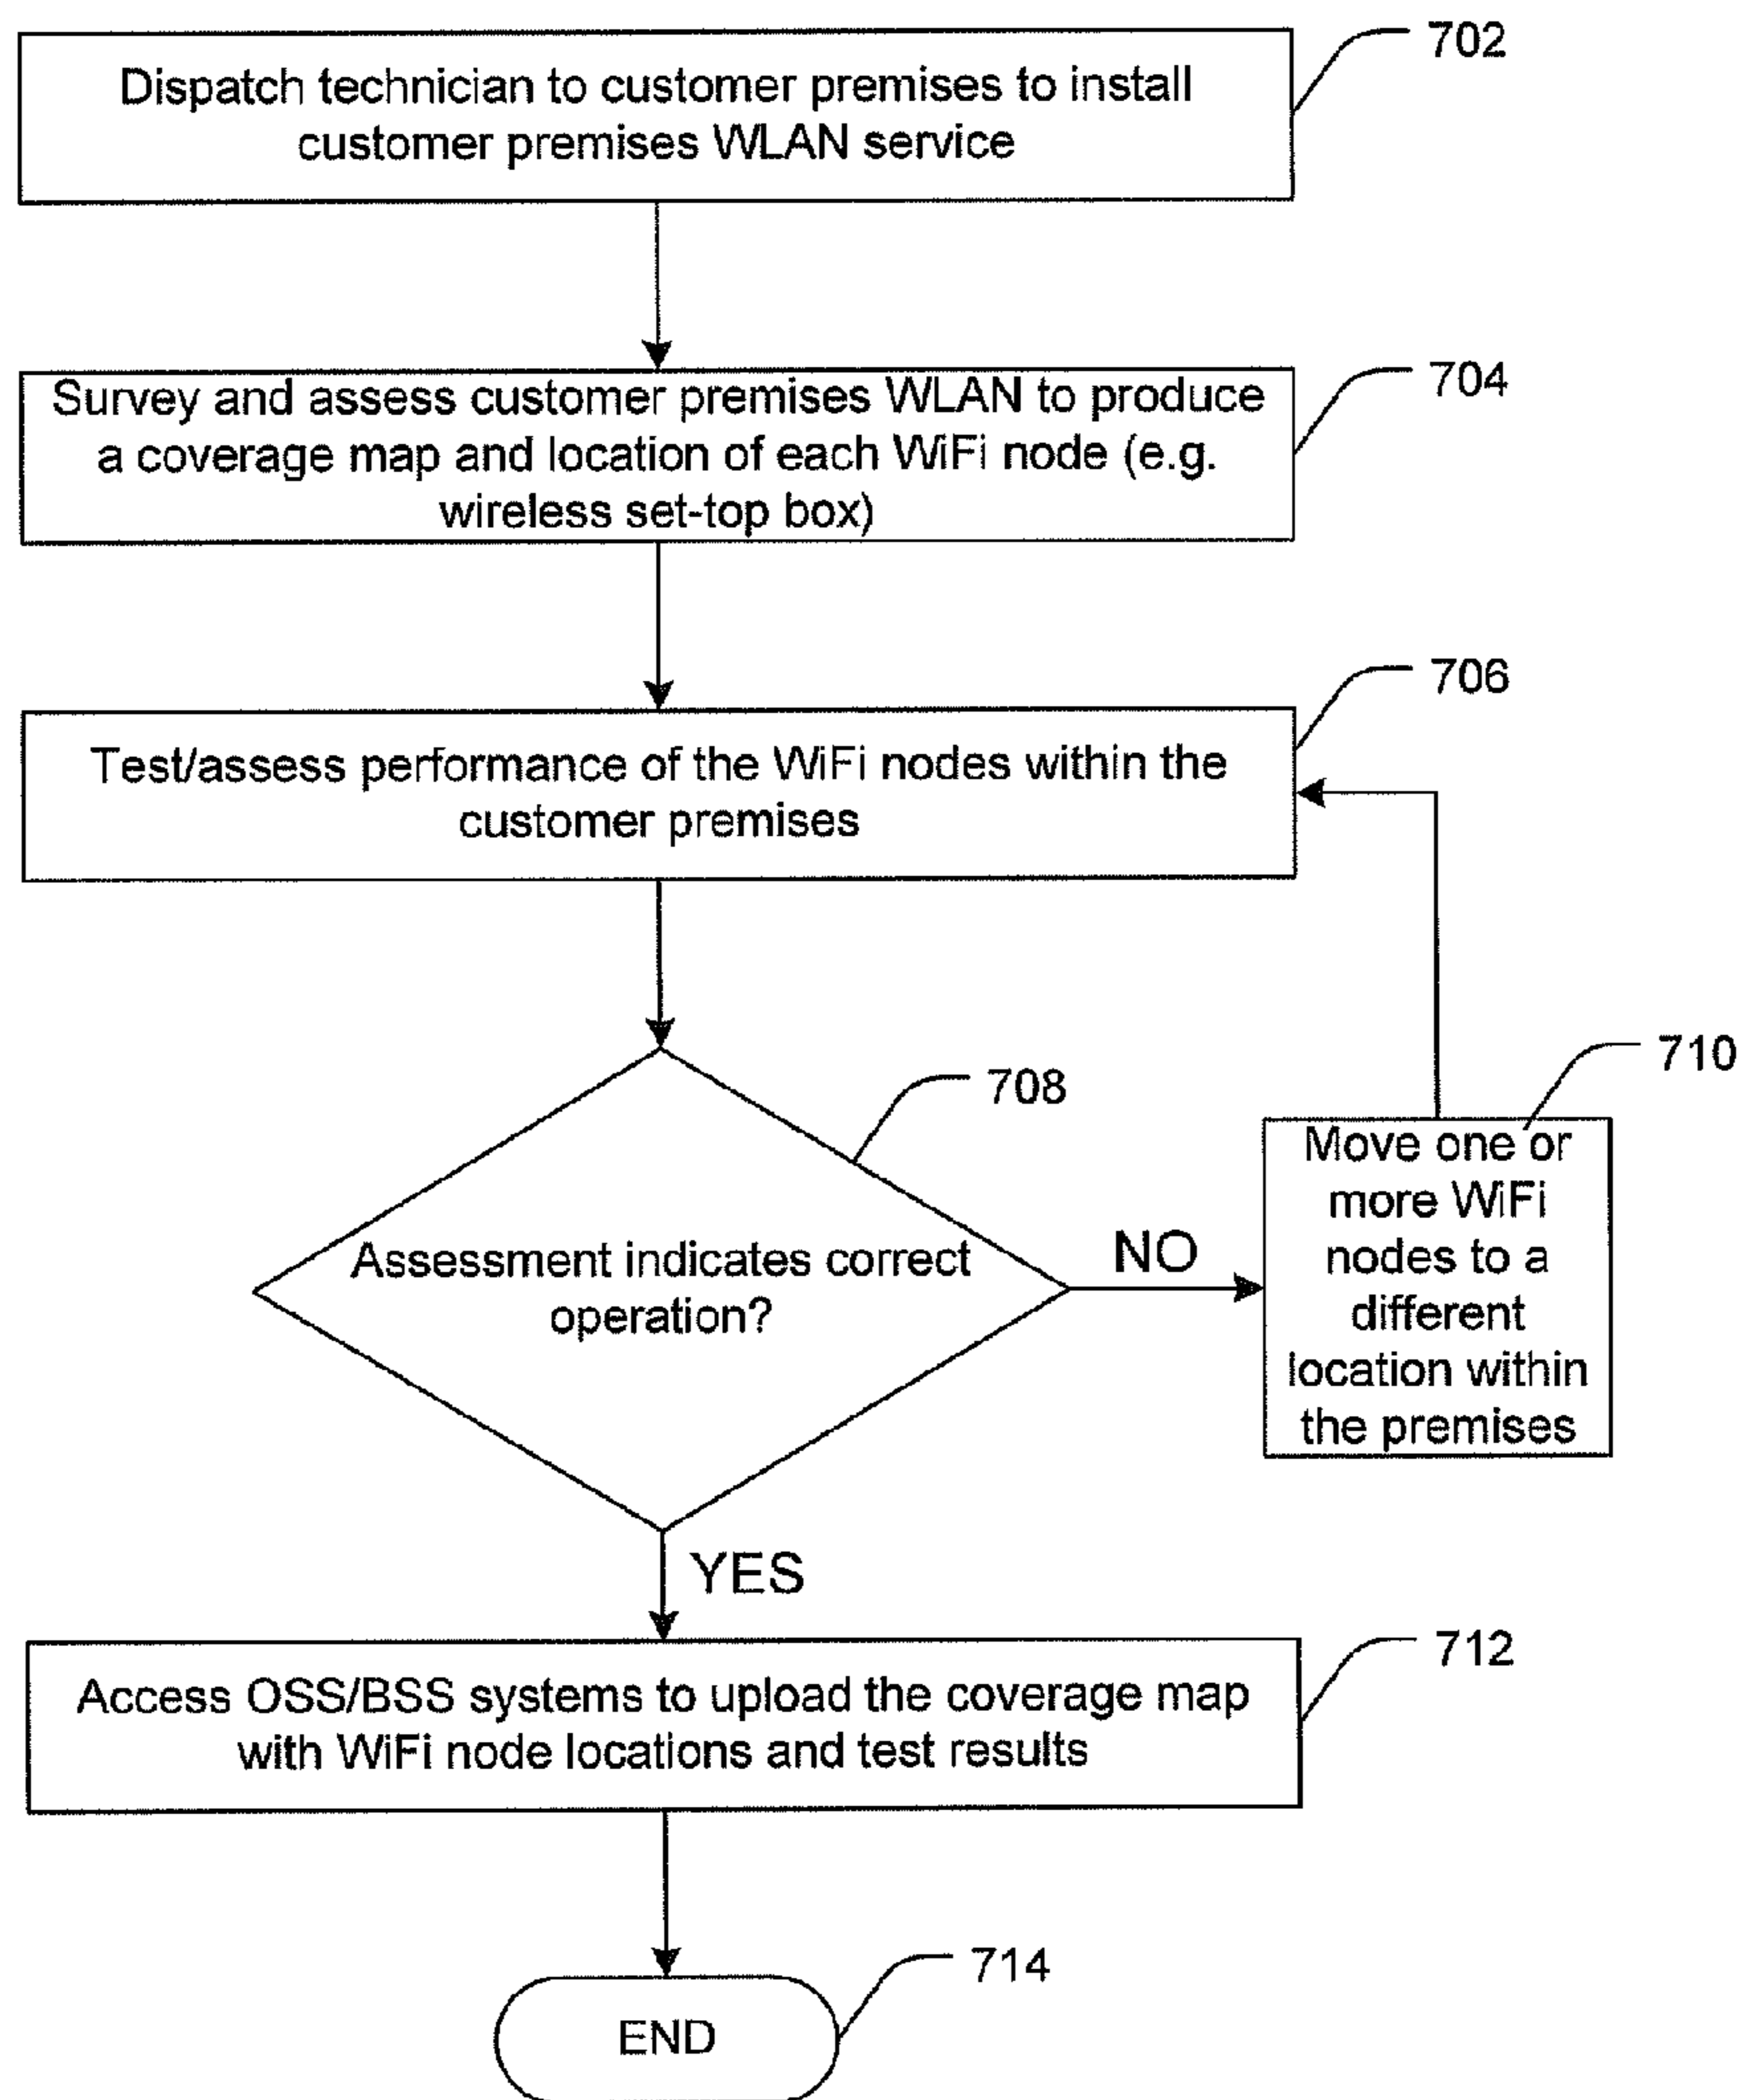 702
Dispatch technician to customer premises to install
customer premises WLAN service
704
Survey and assess customer premises WLAN to produce
a coverage map and location of each WiFi node (e.g.
wireless set-top box)
706
Test/assess performance of the WiFi nodes within the
customer premises
708
Assessment indicates correct
operation?
NO
710
Move one or
more WiFi
nodes to a
different
location within
the premises
YES
712
Access OSS/BSS systems to upload the coverage map
with WiFi node locations and test results
714
END